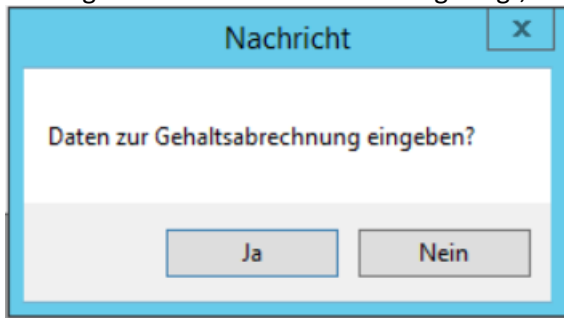 Nachricht
x
Daten zur Gehaltsabrechnung eingeben?
Ja
Nein